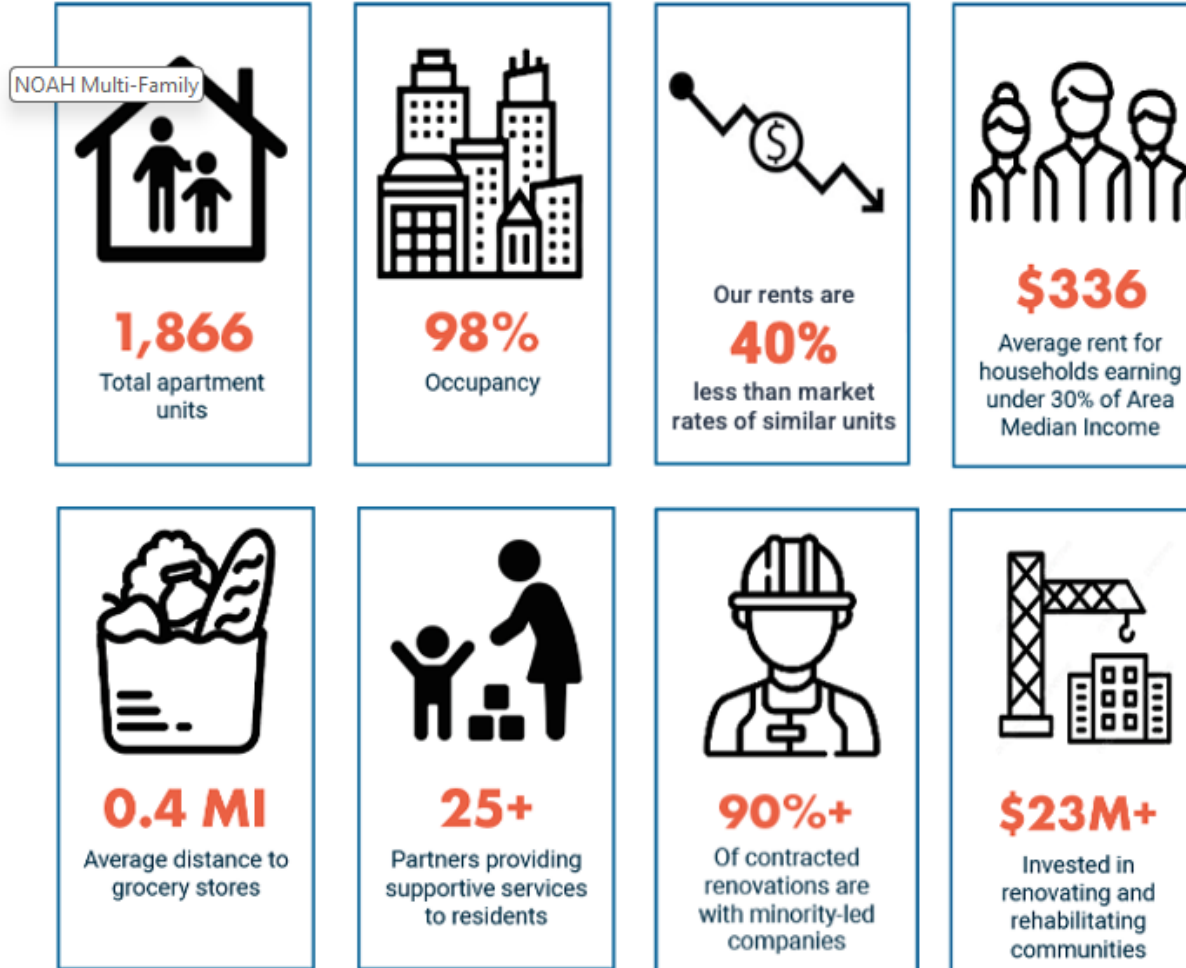 NOAH Multi-Family
1,866
Total apartment
units
98%
Occupancy
Our rents are
40%
less than market
rates of similar units
$336
Average rent for
households earning
under 30% of Area
Median Income
0.4 MI
Average distance to
grocery stores
25+
Partners providing
supportive services
to residents
90%+
Of contracted
renovations are
with minority-led
companies
$23M+
Invested in
renovating and
rehabilitating
communities